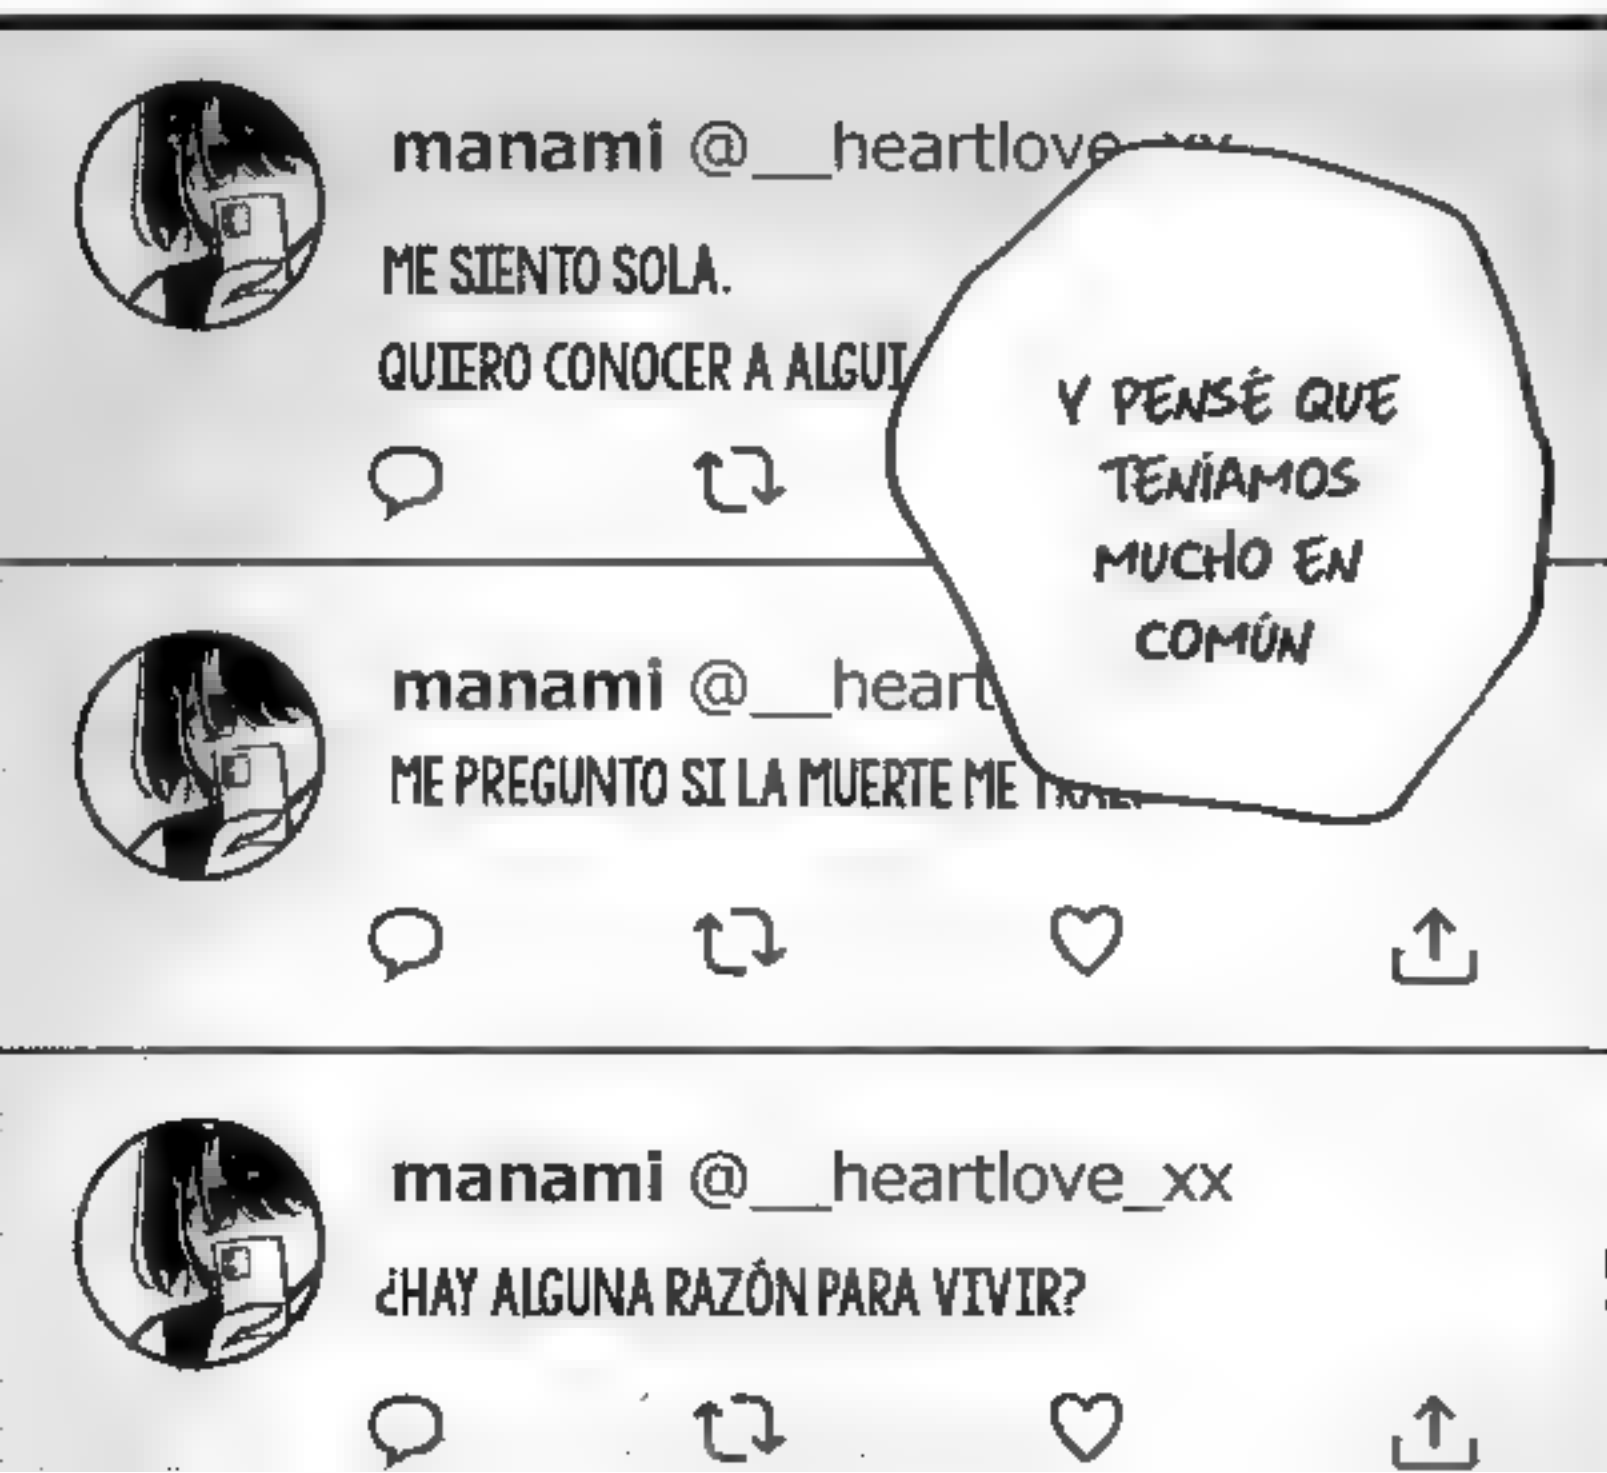 manami @__heartlove_xx
ME SIENTO SOLA.
QUIERO CONOCER A
Y PENSÉ QUE
TENÍAMOS
MUCHO EN
COMÚN
manami @__heart
ME PREGUNTO SI LA MUERTE ME
manami @__heartlove_xx
¿HAY ALGUNA RAZÓN PARA VIVIR?